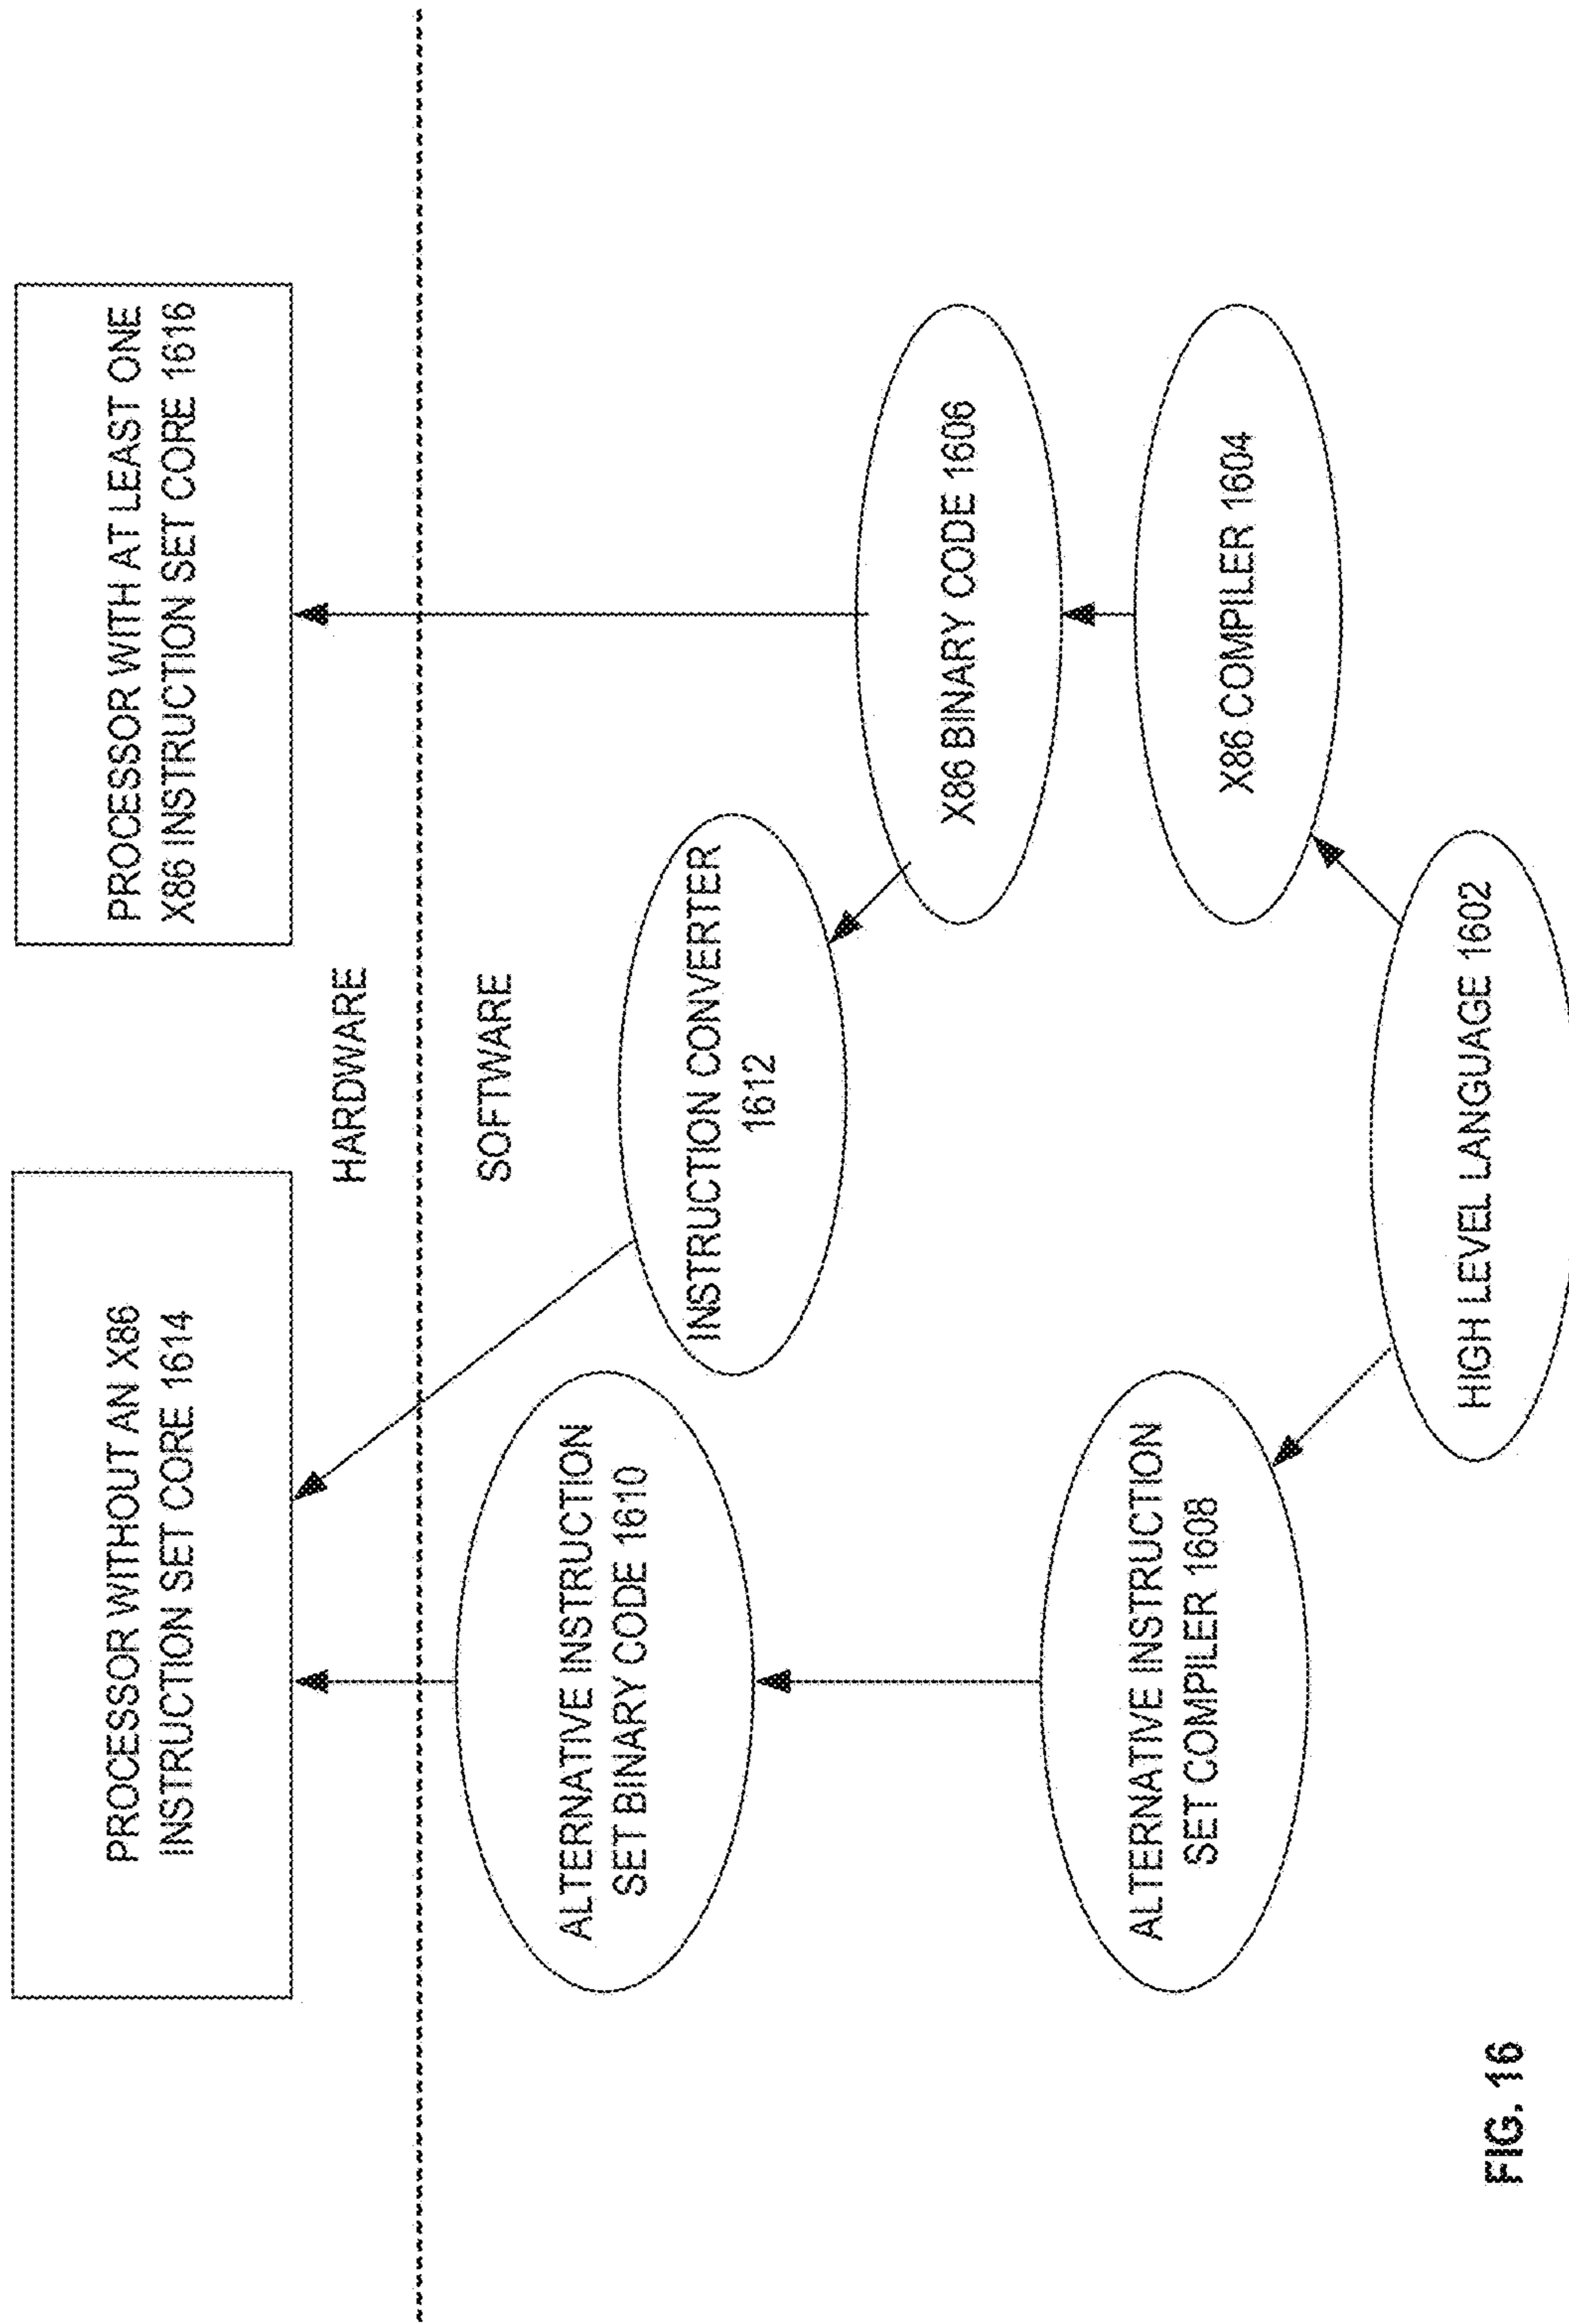 PROCESSOR WITHOUT AN X86
INSTRUCTION SET CORE 1614
PROCESSOR WITH AT LEAST ONE
X86 INSTRUCTION SET CORE 1616
HARDWARE
SOFTWARE
ALTERNATIVE INSTRUCTION
SET BINARY CODE 1610
INSTRUCTION CONVERTER
1612
X86 BINARY CODE 1606
ALTERNATIVE INSTRUCTION
SET COMPILER 1608
X86 COMPILER 1604
HIGH LEVEL LANGUAGE 1602
FIG. 16